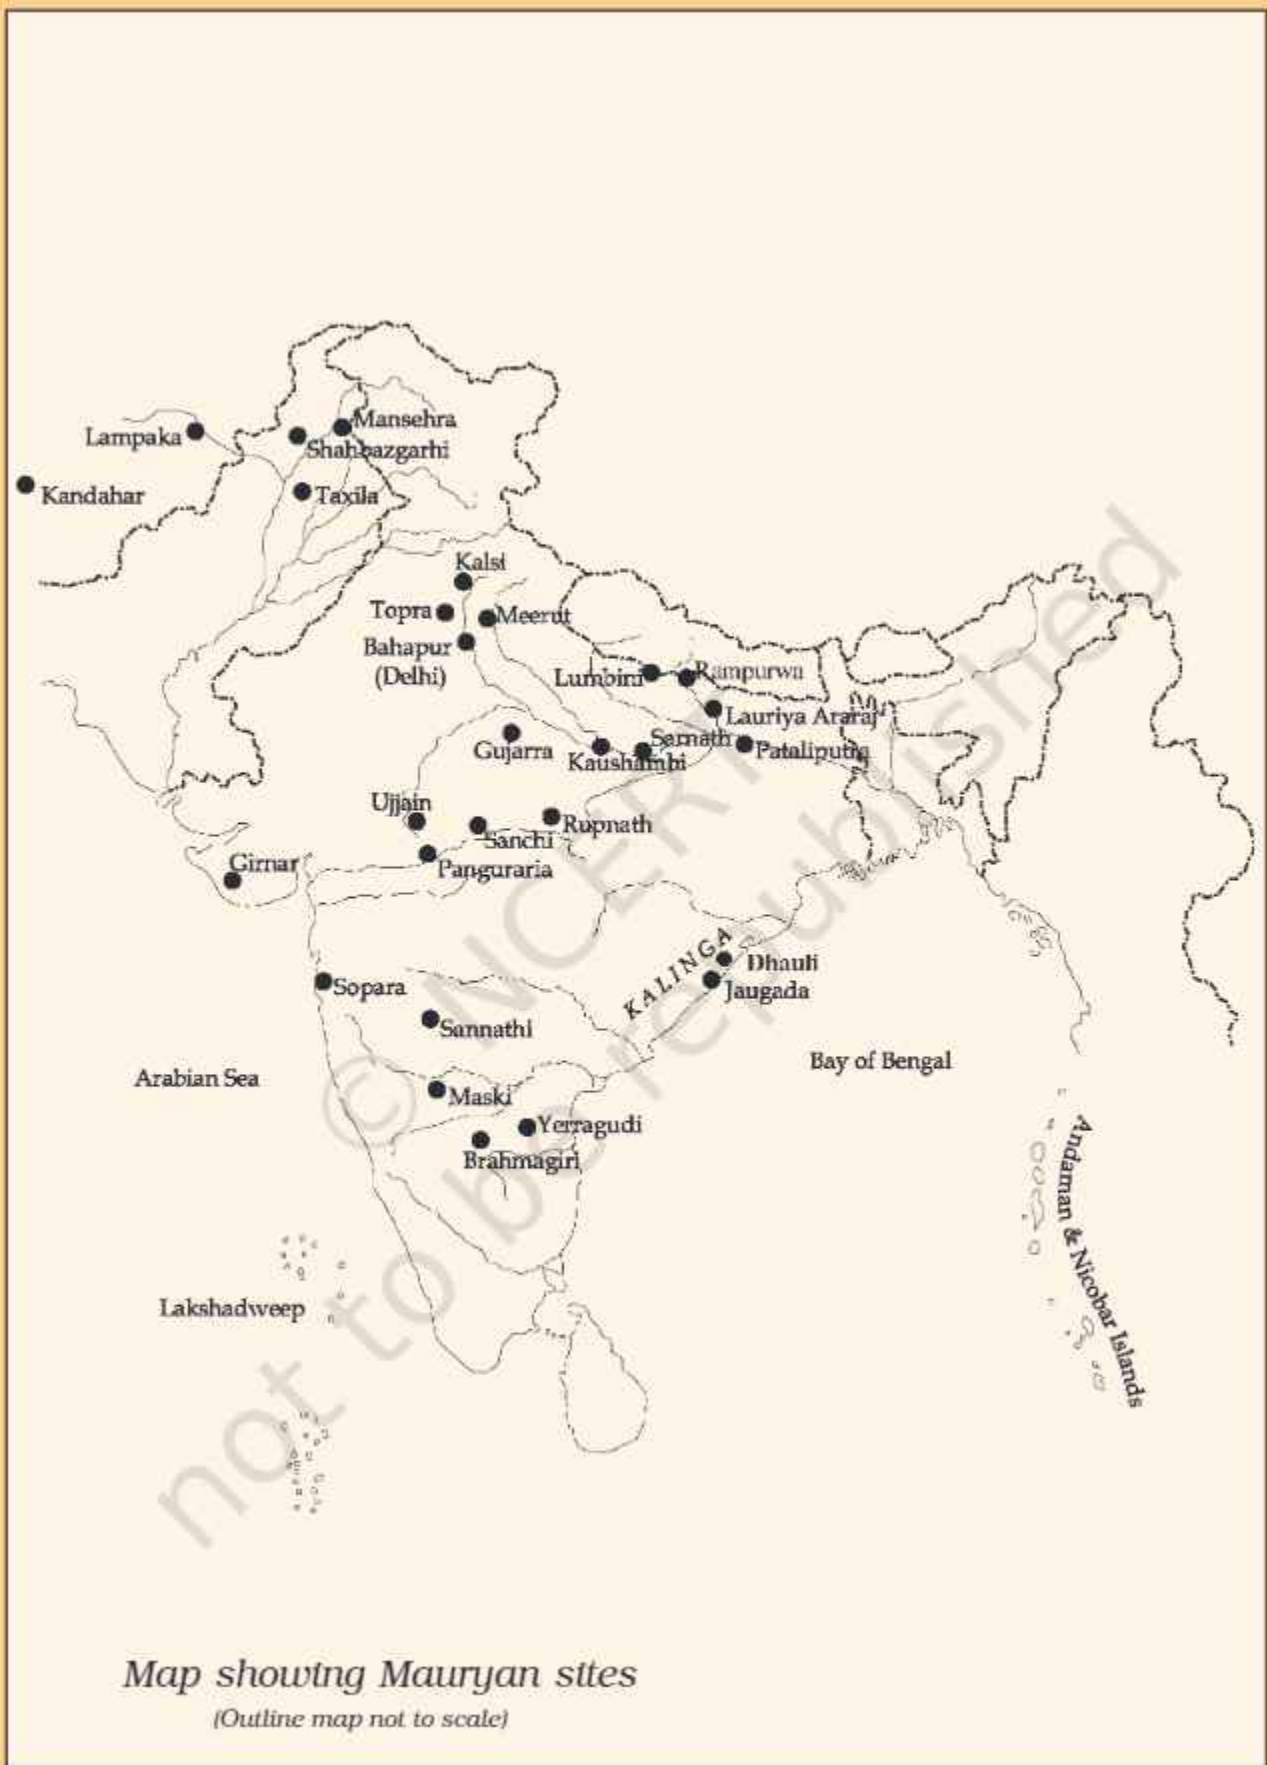 Mansehra
Lampaka
Shahbazgarhi
Kandahar
Taxila
Kalsi
Topra
Meerut
Bahapur
(Delhi)
Lumbini
Rampurwa
Lauriya Araraj
Sarnath
Gujarra
Kaushambi
Pataliputra
Ujjain
Rupnath
Sanchi
Girnar
Panguraria
KALINGA
Dhauli
Sopara
Jaugada
Sannathi
Bay of Bengal
Arabian Sea
Maski
Yerragudi
Brahmagiri
Andaman & Nicobar Islands
Lakshadweep
© NCERT
not to be republished
Map showing Mauryan sites
(Outline map not to scale)